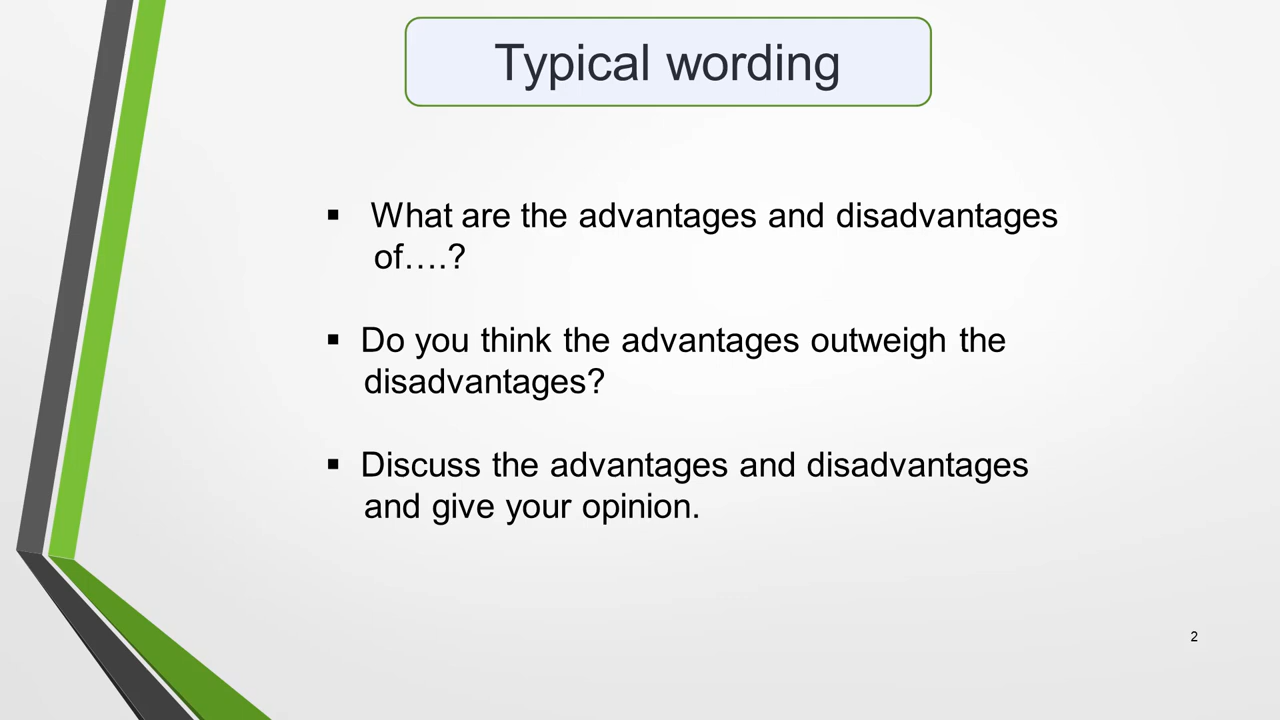 Typical wording
▪ What are the advantages and disadvantages
of….?
▪ Do you think the advantages outweigh the
disadvantages?
▪ Discuss the advantages and disadvantages
and give your opinion.
2